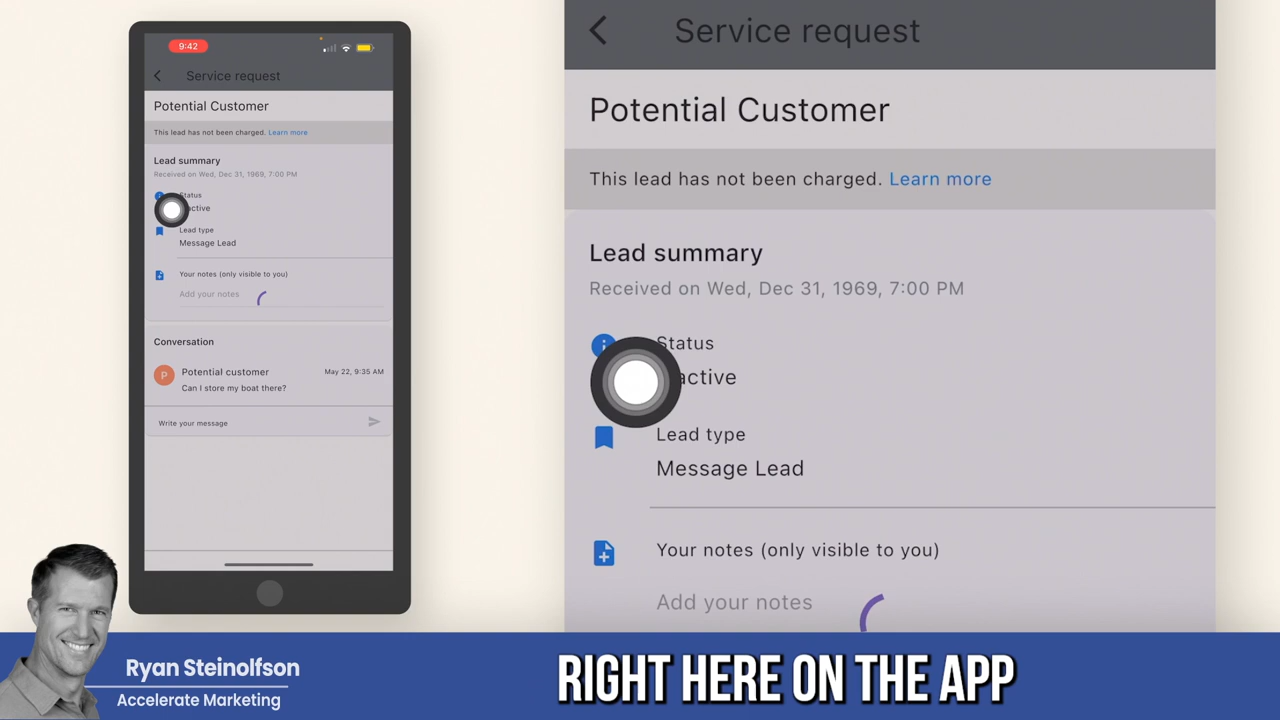 9:42
Service request
Potential Customer
This lead has not been charged. Learn more
Lead summary
Received on Wed, Dec 31, 1969, 7:00 PM
Status
active
Lead type
Message Lead
Your notes (only visible to you)
Add your notes
Conversation
P
Potential customer
May 22, 9:35 AM
Can I store my boat there?
Write your message
Service request
Potential Customer
This lead has not been charged. Learn more
Lead summary
Received on Wed, Dec 31, 1969, 7:00 PM
Status
active
Lead type
Message Lead
Your notes (only visible to you)
Add your notes
Ryan Steinolfson
Accelerate Marketing
RIGHT HERE ON THE APP